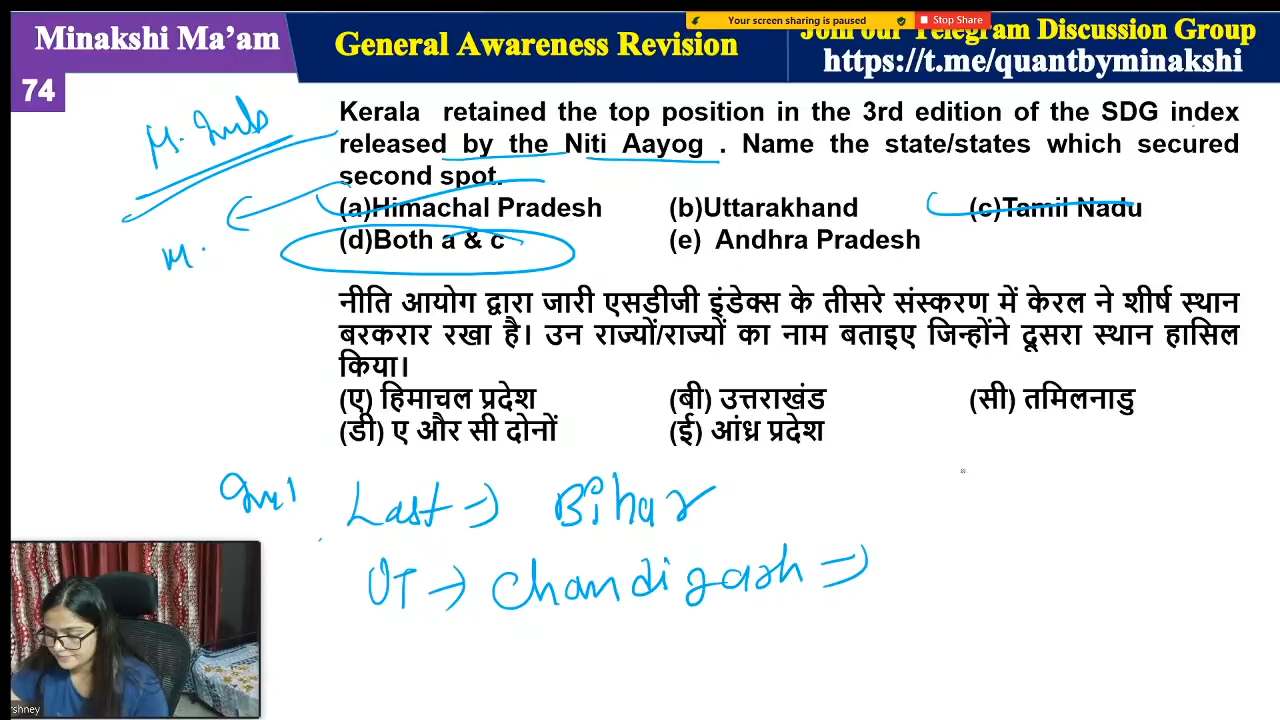 Your screen sharing is paused
Stop Share
Minakshi Ma’am
General Awareness Revision
Join our Telegram Discussion Group
https://t.me/quantbyminakshi
74
Kerala retained the top position in the 3rd edition of the SDG index
released by the Niti Aayog . Name the state/states which secured
second spot.
(a)Himachal Pradesh (b)Uttarakhand (c)Tamil Nadu
(d)Both a & c (e) Andhra Pradesh
नीति आयोग द्वारा जारी एसडीजी इंडेक्स के तीसरे संस्करण में केरल ने शीर्ष स्थान
बरकरार रखा है। उन राज्यों/राज्यों का नाम बताइए जिन्होंने दूसरा स्थान हासिल
किया।
(ए) हिमाचल प्रदेश (बी) उत्तराखंड (सी) तमिलनाडु
(डी) ए और सी दोनों (ई) आंध्र प्रदेश
Last => Bihar
UT → Chandigarh =>
rshney